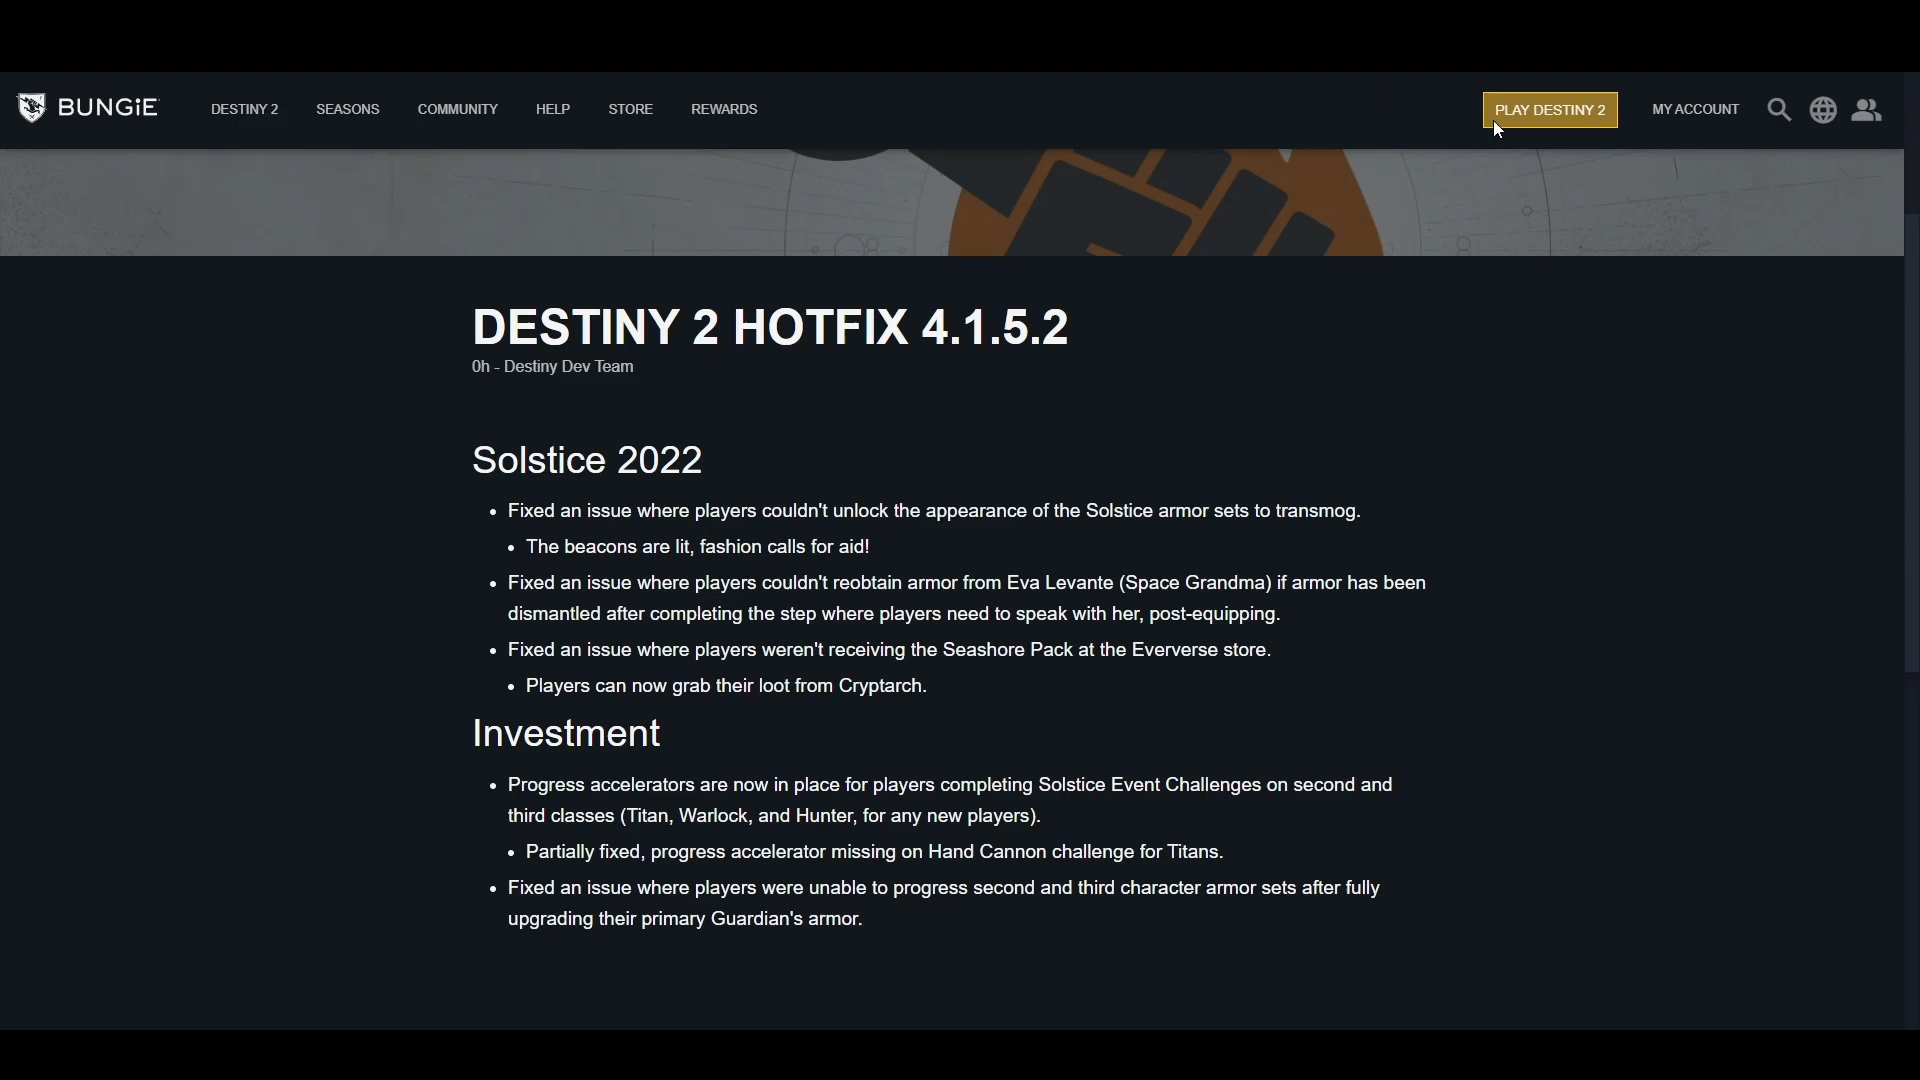 BUNGiE DESTINY 2 SEASONS COMMUNITY HELP STORE REWARDS PLAY DESTINY 2 MY ACCOUNT
DESTINY 2 HOTFIX 4.1.5.2
0h - Destiny Dev Team
Solstice 2022
• Fixed an issue where players couldn't unlock the appearance of the Solstice armor sets to transmog.
• The beacons are lit, fashion calls for aid!
• Fixed an issue where players couldn't reobtain armor from Eva Levante (Space Grandma) if armor has been
dismantled after completing the step where players need to speak with her, post-equipping.
• Fixed an issue where players weren't receiving the Seashore Pack at the Eververse store.
• Players can now grab their loot from Cryptarch.
Investment
• Progress accelerators are now in place for players completing Solstice Event Challenges on second and
third classes (Titan, Warlock, and Hunter, for any new players).
• Partially fixed, progress accelerator missing on Hand Cannon challenge for Titans.
• Fixed an issue where players were unable to progress second and third character armor sets after fully
upgrading their primary Guardian's armor.